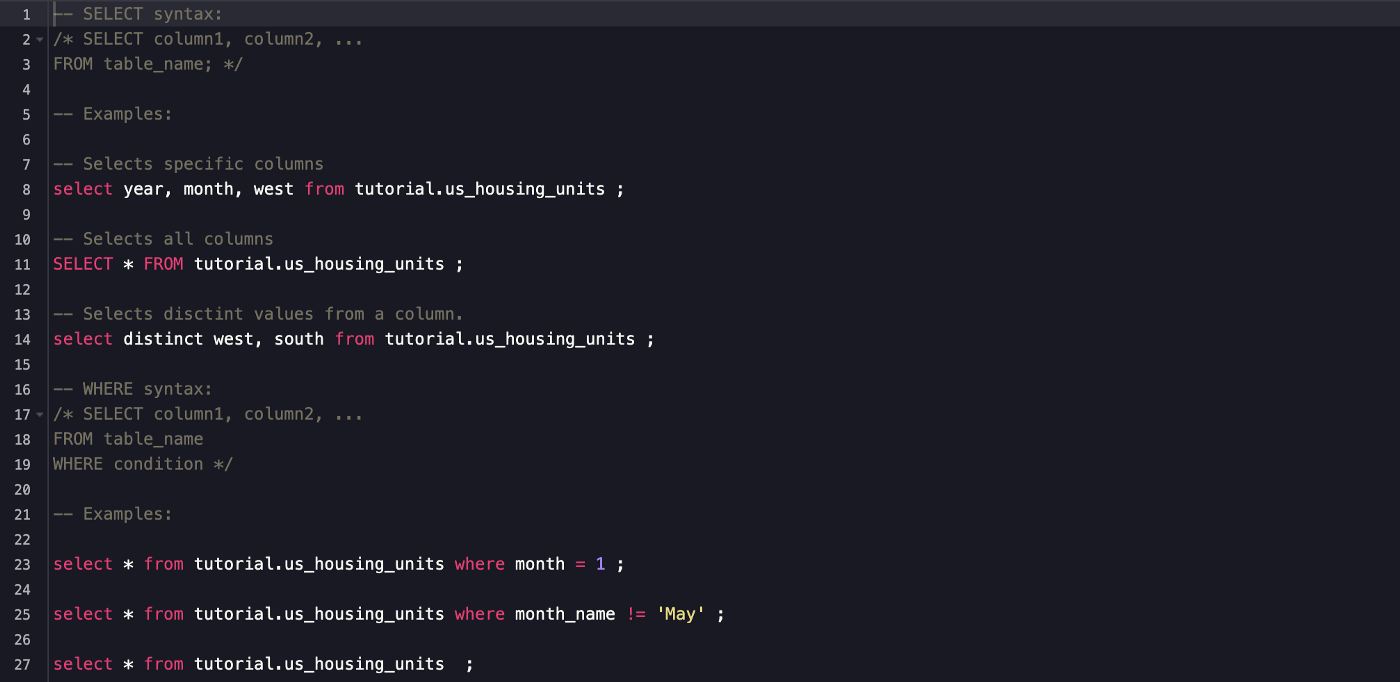 1 -- SELECT syntax:
2 /* SELECT column1, column2, ...
3 FROM table_name; */
4
5 -- Examples:
6
7 -- Selects specific columns
8 select year, month, west from tutorial.us_housing_units ;
9
10 -- Selects all columns
11 SELECT * FROM tutorial.us_housing_units ;
12
13 -- Selects disctint values from a column.
14 select distinct west, south from tutorial.us_housing_units ;
15
16 -- WHERE syntax:
17 /* SELECT column1, column2, ...
18 FROM table_name
19 WHERE condition */
20
21 -- Examples:
22
23 select * from tutorial.us_housing_units where month = 1 ;
24
25 select * from tutorial.us_housing_units where month_name != 'May' ;
26
27 select * from tutorial.us_housing_units  ;